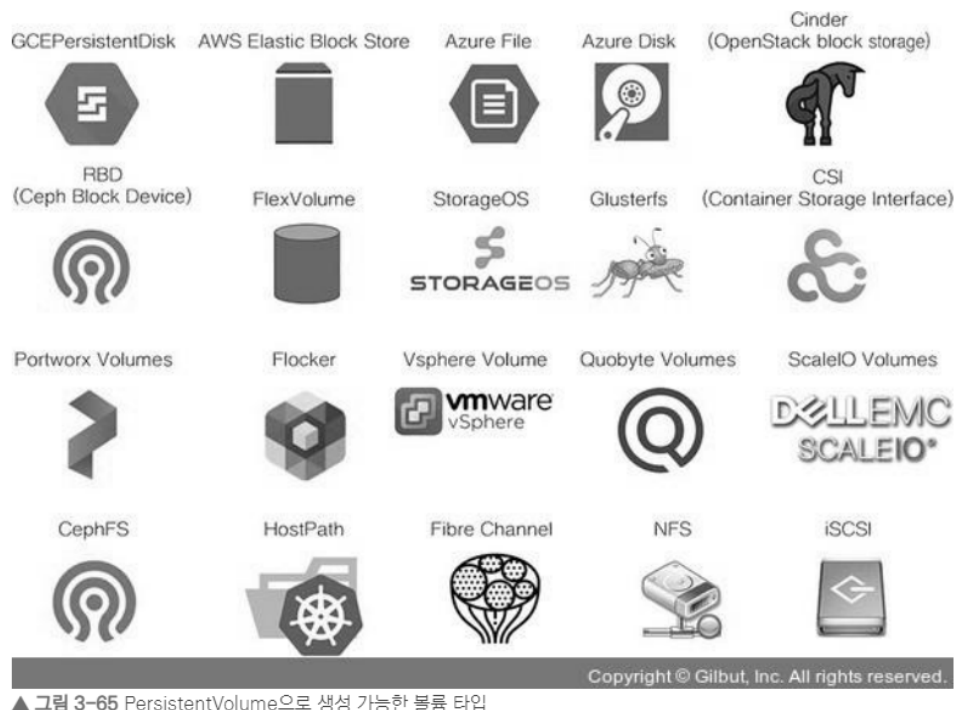 GCEPersistentDisk AWS Elastic Block Store Azure File Azure Disk Cinder
(OpenStack block storage)
RBD
(Ceph Block Device) FlexVolume StorageOS Glusterfs CSI
(Container Storage Interface)
STORAGEOS
Portworx Volumes Flocker Vsphere Volume Quobyte Volumes ScaleIO Volumes
vmware
vSphere
DELLEMC
SCALEIO®
CephFS HostPath Fibre Channel NFS iSCSI
Copyright © Gilbut, Inc. All rights reserved.
▲ 그림 3-65 PersistentVolume으로 생성 가능한 볼륨 타입